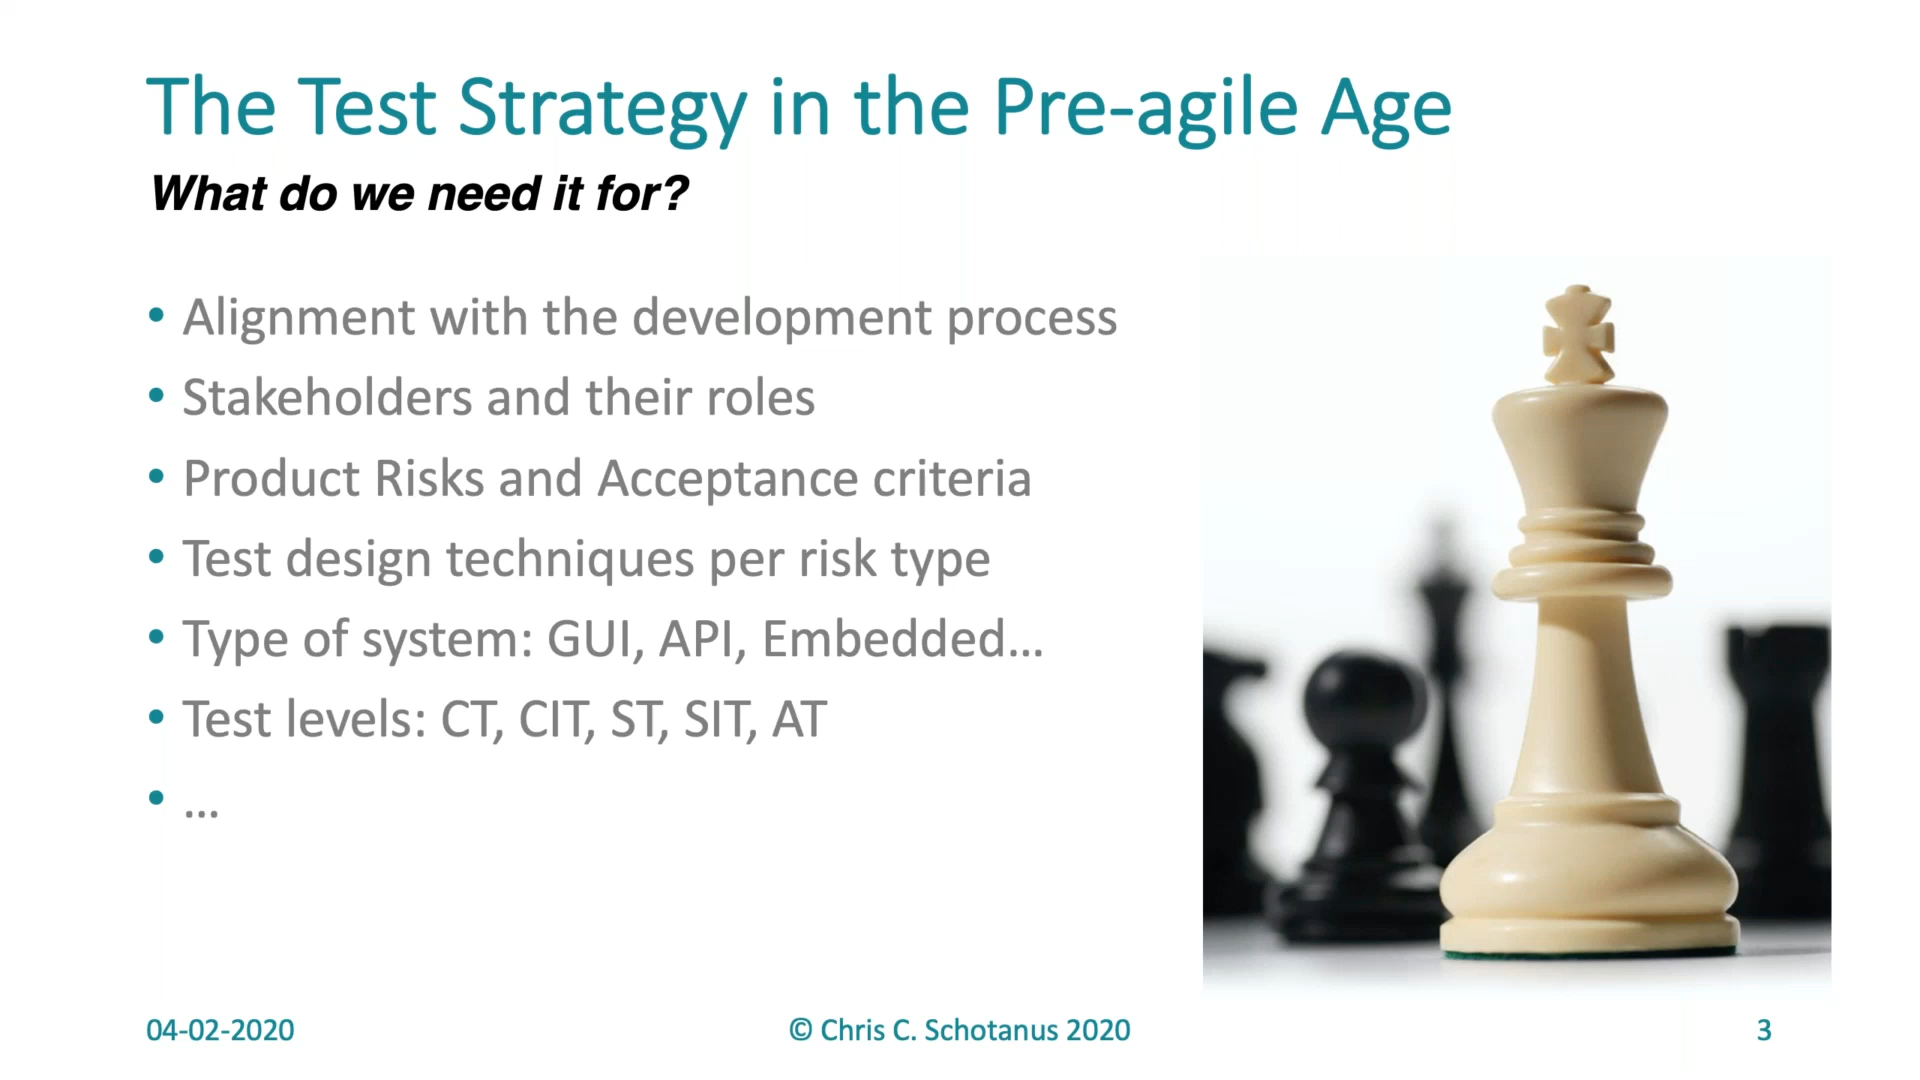 The Test Strategy in the Pre-agile Age
What do we need it for?
• Alignment with the development process
• Stakeholders and their roles
• Product Risks and Acceptance criteria
• Test design techniques per risk type
• Type of system: GUI, API, Embedded…
• Test levels: CT, CIT, ST, SIT, AT
• …
04-02-2020
© Chris C. Schotanus 2020
3